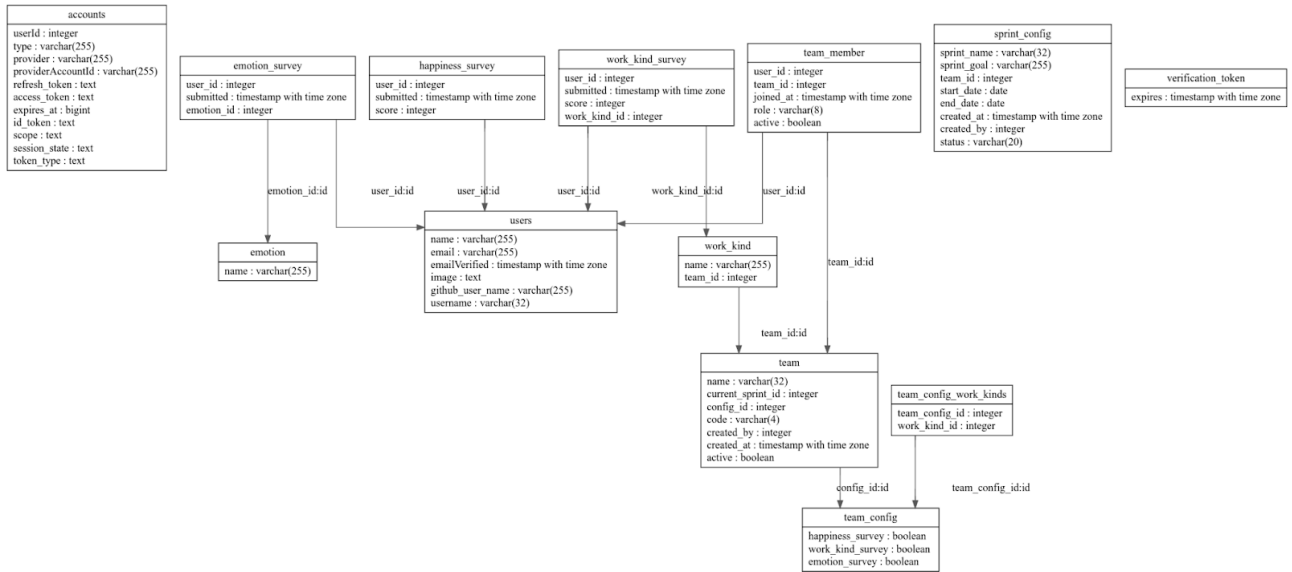 accounts
userId : integer
type : varchar(255)
provider : varchar(255)
providerAccountId : varchar(255)
refresh_token : text
access_token : text
expires_at : bigint
id_token : text
scope : text
session_state : text
token_type : text
emotion_survey
user_id : integer
submitted : timestamp with time zone
emotion_id : integer
happiness_survey
user_id : integer
submitted : timestamp with time zone
score : integer
work_kind_survey
user_id : integer
submitted : timestamp with time zone
score : integer
work_kind_id : integer
team_member
user_id : integer
team_id : integer
joined_at : timestamp with time zone
role : varchar(8)
active : boolean
sprint_config
sprint_name : varchar(32)
sprint_goal : varchar(255)
team_id : integer
start_date : date
end_date : date
created_at : timestamp with time zone
created_by : integer
status : varchar(20)
verification_token
expires : timestamp with time zone
emotion_id:id
user_id:id
user_id:id
user_id:id
work_kind_id:id
user_id:id
team_id:id
emotion
name : varchar(255)
users
name : varchar(255)
email : varchar(255)
emailVerified : timestamp with time zone
image : text
github_user_name : varchar(255)
username : varchar(32)
work_kind
name : varchar(255)
team_id : integer
team_id:id
team
name : varchar(32)
current_sprint_id : integer
config_id : integer
code : varchar(4)
created_by : integer
created_at : timestamp with time zone
active : boolean
team_config_work_kinds
team_config_id : integer
work_kind_id : integer
config_id:id
team_config_id:id
team_config
happiness_survey : boolean
work_kind_survey : boolean
emotion_survey : boolean